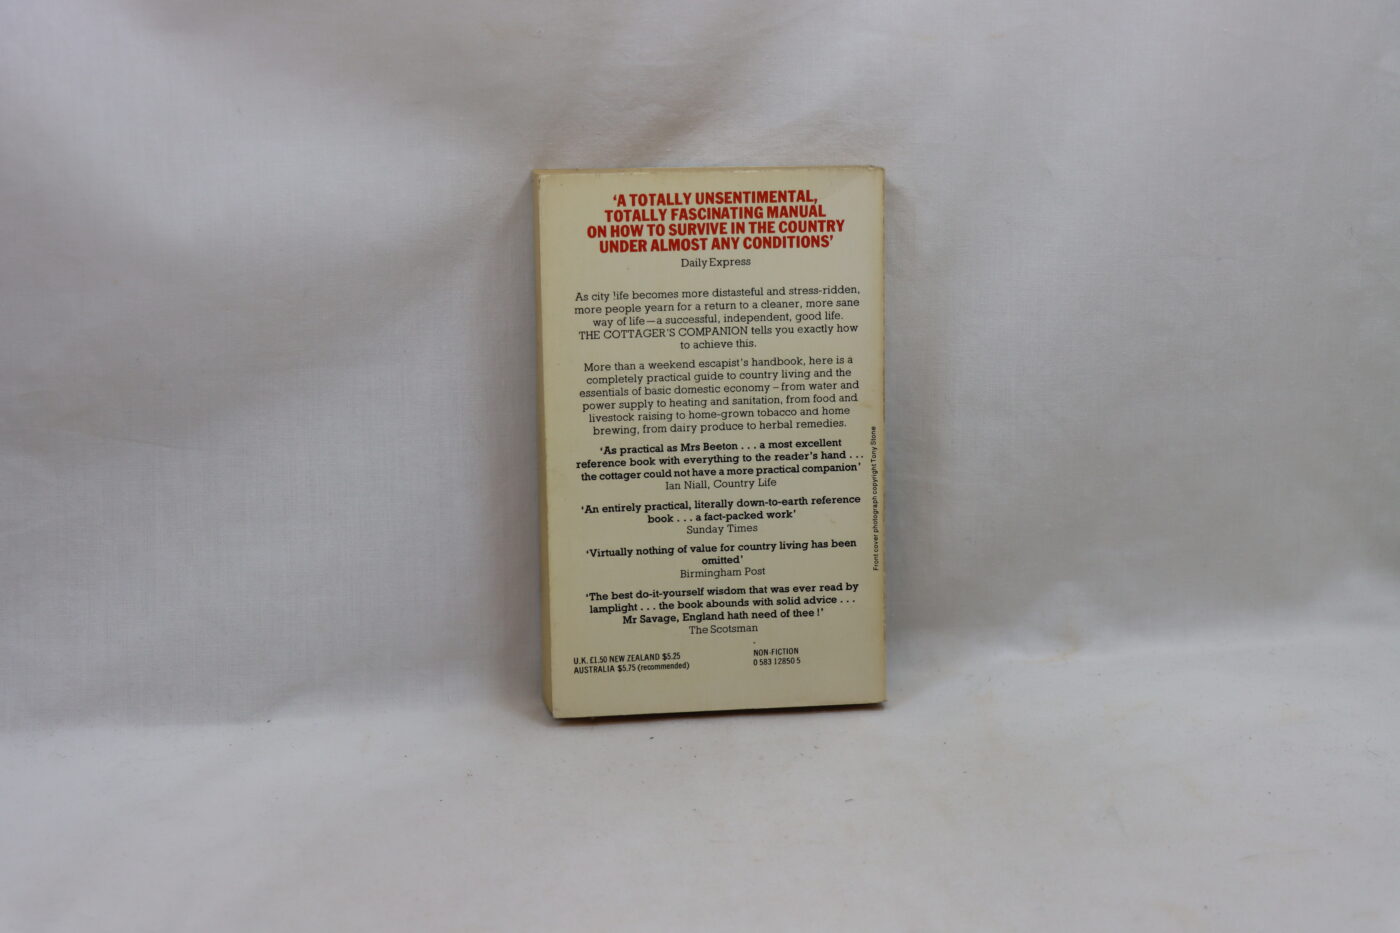 ‘A TOTALLY UNSENTIMENTAL,
TOTALLY FASCINATING MANUAL
ON HOW TO SURVIVE IN THE COUNTRY
UNDER ALMOST ANY CONDITIONS’
Daily Express
As city life becomes more distasteful and stress-ridden,
more people yearn for a return to a cleaner, more sane
way of life—a successful, independent, good life.
THE COTTAGER'S COMPANION tells you exactly how
to achieve this.
More than a weekend escapist's handbook, here is a
completely practical guide to country living and the
essentials of basic domestic economy – from water and
power supply to heating and sanitation, from food and
livestock raising to home-grown tobacco and home
brewing, from dairy produce to herbal remedies.
‘As practical as Mrs Beeton . . . a most excellent
reference book with everything to the reader's hand . . .
the cottager could not have a more practical companion’
Ian Niall, Country Life
‘An entirely practical, literally down-to-earth reference
book . . . a fact-packed work’
Sunday Times
‘Virtually nothing of value for country living has been
omitted’
Birmingham Post
‘The best do-it-yourself wisdom that was ever read by
lamplight . . . the book abounds with solid advice . . .
Mr Savage, England hath need of thee !’
The Scotsman
U.K. £1.50 NEW ZEALAND $5.25
AUSTRALIA $5.75 (recommended)
NON-FICTION
0 583 12850 5
Front cover photograph copyright Tony Stone